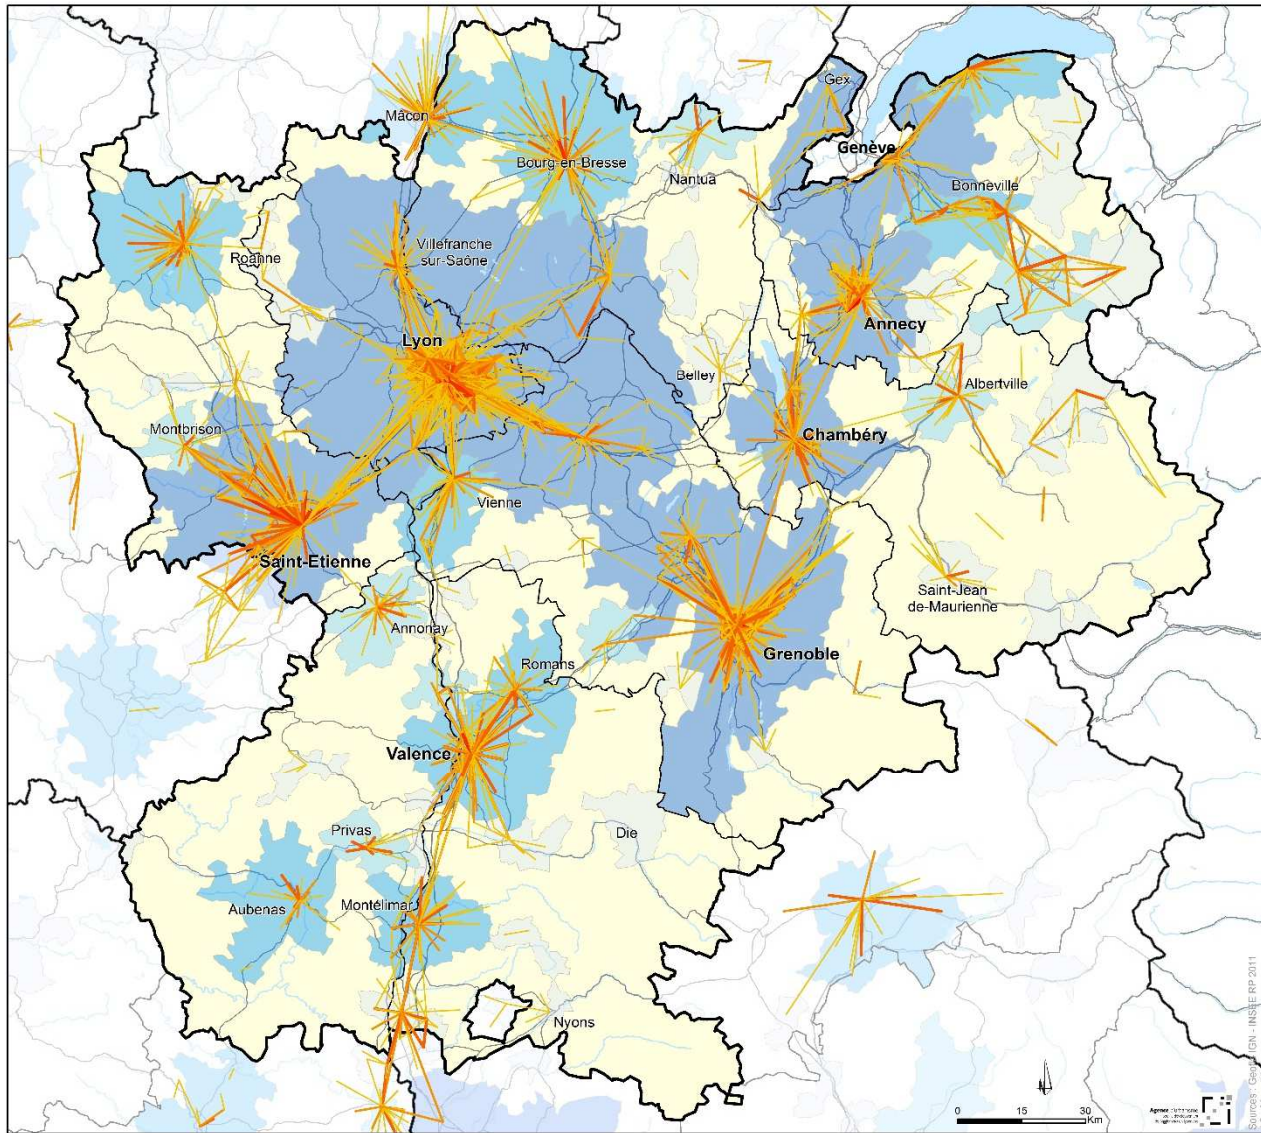 Gex
Mâcon
Genève
Bourg-en-Bresse
Nantua
Bonneville
Roanne
Villefranche
sur-Saône
Annecy
Lyon
Belley
Albertville
Montbrison
Chambéry
Vienne
Saint-Etienne
Saint-Jean
de-Maurienne
Annonay
Grenoble
Romans
Valence
Privas
Die
Aubenas
Montélimar
Nyons
0 15 30
Km
Sources : IGN - INSEE RP 2011
Agence d'urbanisme